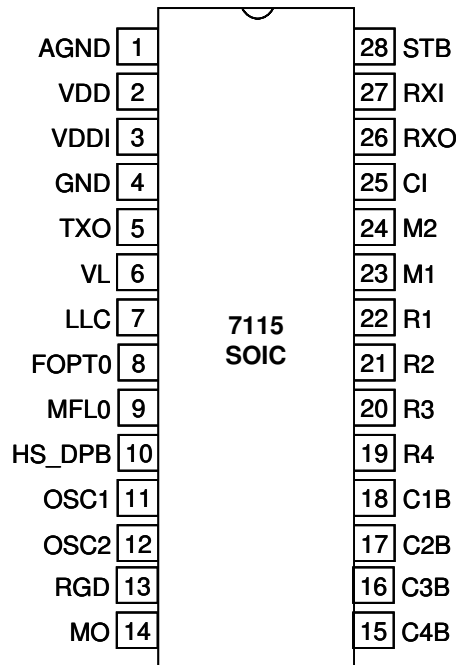 AGND 1 28 STB
VDD 2 27 RXI
VDDI 3 26 RXO
GND 4 25 CI
TXO 5 24 M2
VL 6 23 M1
LLC 7 22 R1
7115
SOIC
FOPT0 8 21 R2
MFL0 9 20 R3
HS_DPB 10 19 R4
OSC1 11 18 C1B
OSC2 12 17 C2B
RGD 13 16 C3B
MO 14 15 C4B